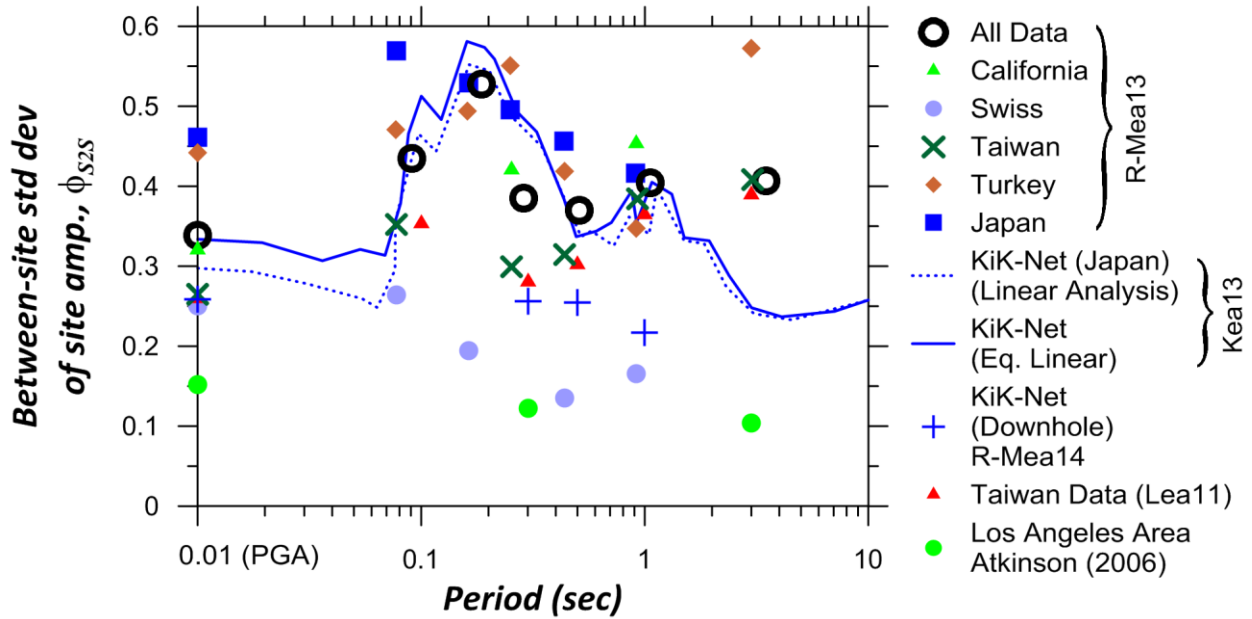 Between-site std dev
of site amp., ϕS2S
0.6
0.5
0.4
0.3
0.2
0.1
0
0.01 (PGA)
0.1
1
10
Period (sec)
All Data
California
Swiss
Taiwan
Turkey
Japan
R-Mea13
KiK-Net (Japan)
(Linear Analysis)
KiK-Net
(Eq. Linear)
Kea13
KiK-Net
(Downhole)
R-Mea14
Taiwan Data (Lea11)
Los Angeles Area
Atkinson (2006)